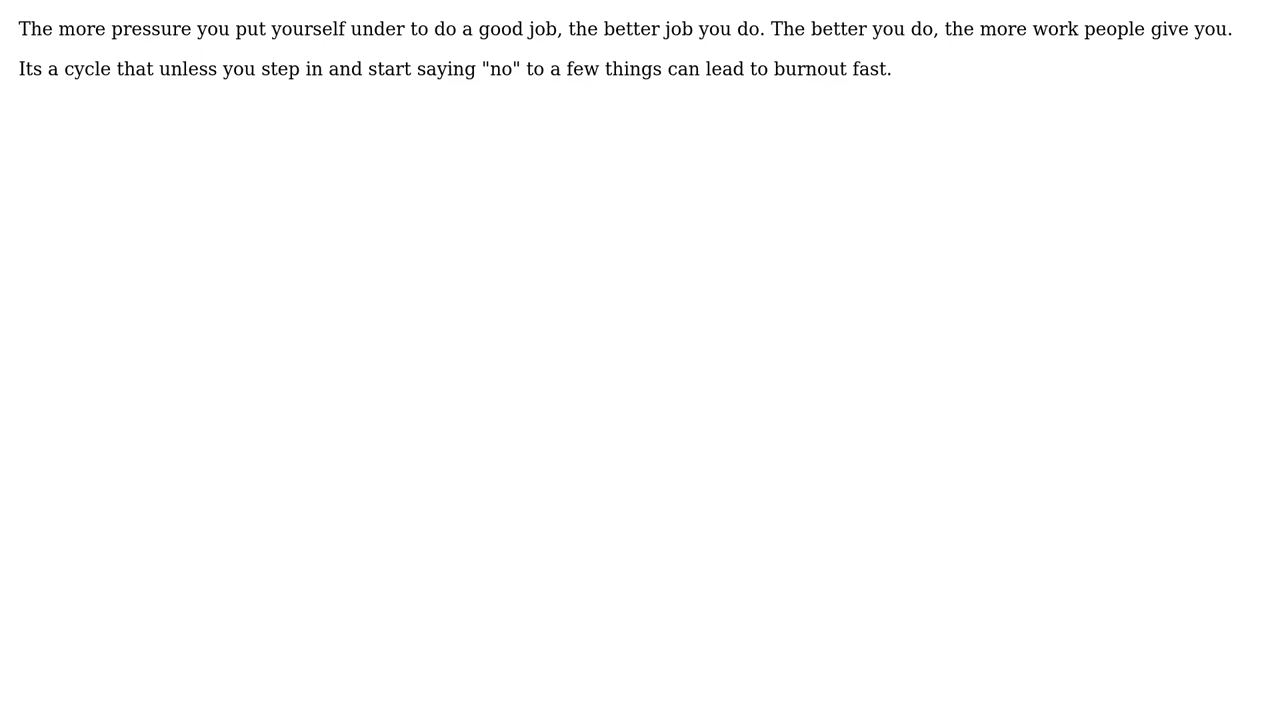 The more pressure you put yourself under to do a good job, the better job you do. The better you do, the more work people give you.
Its a cycle that unless you step in and start saying "no" to a few things can lead to burnout fast.